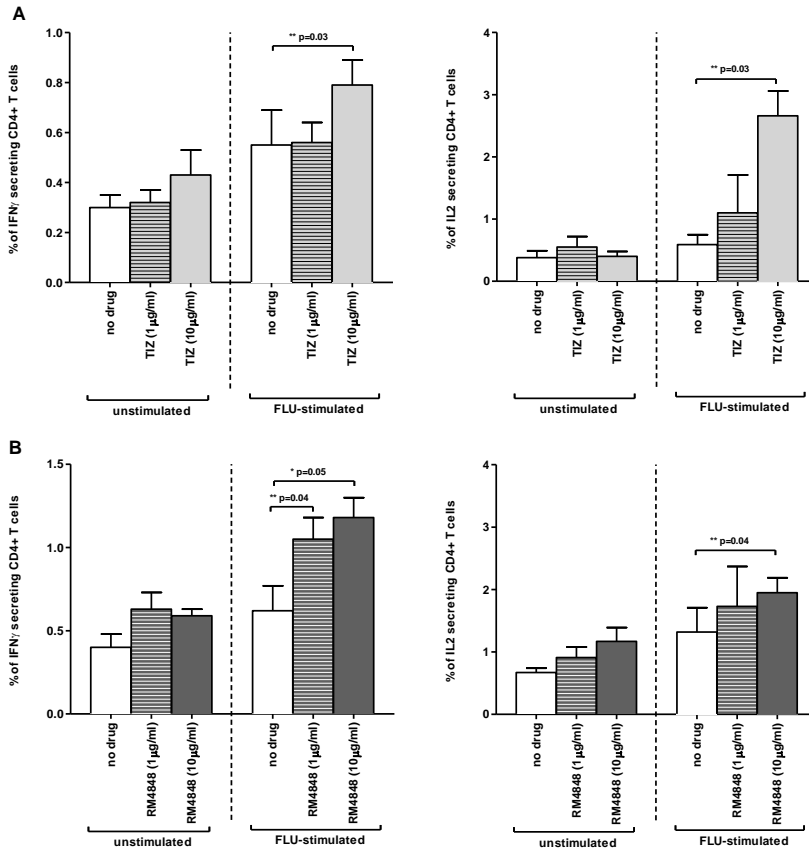 A
% of IFNγ secreting CD4+ T cells
1.0
0.8
0.6
0.4
0.2
0.0
** p=0.03
no drug
TIZ (1μg/ml)
TIZ (10μg/ml)
no drug
TIZ (1μg/ml)
TIZ (10μg/ml)
unstimulated
FLU-stimulated
% of IL2 secreting CD4+ T cells
4
3
2
1
0
** p=0.03
no drug
TIZ (1μg/ml)
TIZ (10μg/ml)
no drug
TIZ (1μg/ml)
TIZ (10μg/ml)
unstimulated
FLU-stimulated
B
% of IFNγ secreting CD4+ T cells
1.5
1.0
0.5
0.0
* p=0.05
** p=0.04
no drug
RM4848 (1μg/ml)
RM4848 (10μg/ml)
no drug
RM4848 (1μg/ml)
RM4848 (10μg/ml)
unstimulated
FLU-stimulated
% of IL2 secreting CD4+ T cells
4
3
2
1
0
** p=0.04
no drug
RM4848 (1μg/ml)
RM4848 (10μg/ml)
no drug
RM4848 (1μg/ml)
RM4848 (10μg/ml)
unstimulated
FLU-stimulated